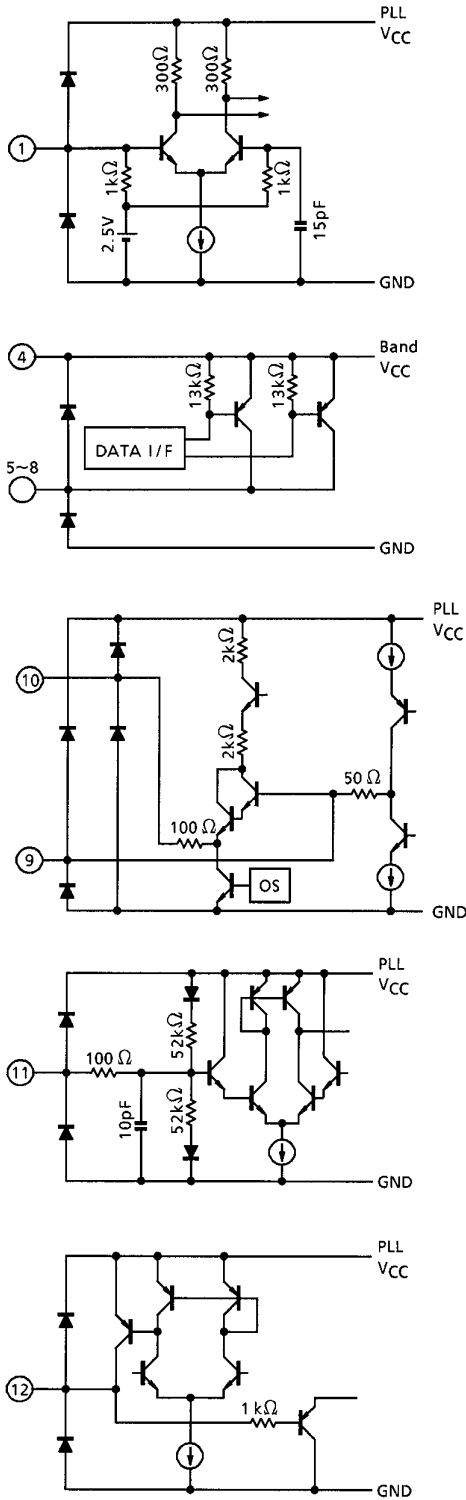 PLL
VCC
300Ω
300Ω
1
1kΩ
1kΩ
2.5V
15pF
GND
4
Band
VCC
13kΩ
13kΩ
DATA I/F
5~8
GND
PLL
VCC
2kΩ
10
2kΩ
50 Ω
100 Ω
9
OS
GND
PLL
VCC
52kΩ
100 Ω
11
10pF
52kΩ
GND
PLL
VCC
12
1 kΩ
GND